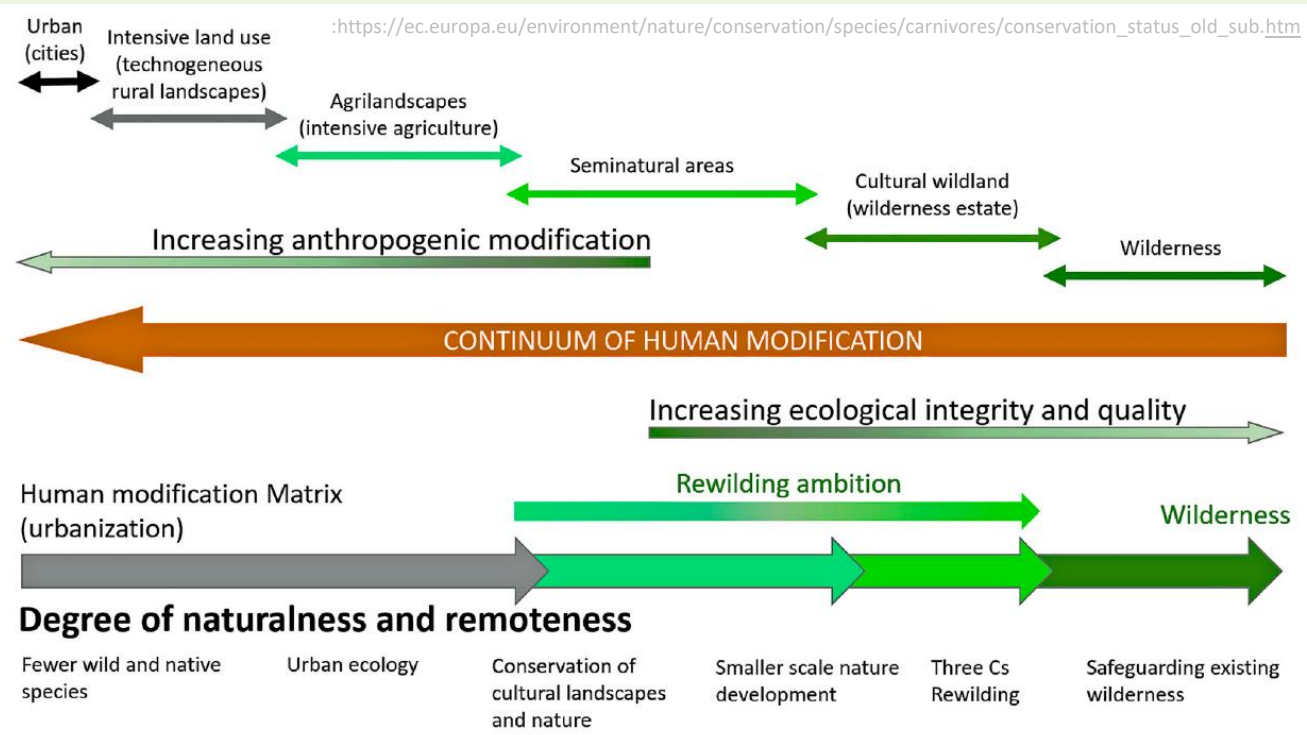 :https://ec.europa.eu/environment/nature/conservation/species/carnivores/conservation_status_old_sub.htm
Urban
(cities)
Intensive land use
(technogeneous
rural landscapes)
Agrilandscapes
(intensive agriculture)
Seminatural areas
Cultural wildland
(wilderness estate)
Wilderness
Increasing anthropogenic modification
CONTINUUM OF HUMAN MODIFICATION
Increasing ecological integrity and quality
Human modification Matrix
(urbanization)
Rewilding ambition
Wilderness
Degree of naturalness and remoteness
Fewer wild and native
species
Urban ecology
Conservation of
cultural landscapes
and nature
Smaller scale nature
development
Three Cs
Rewilding
Safeguarding existing
wilderness